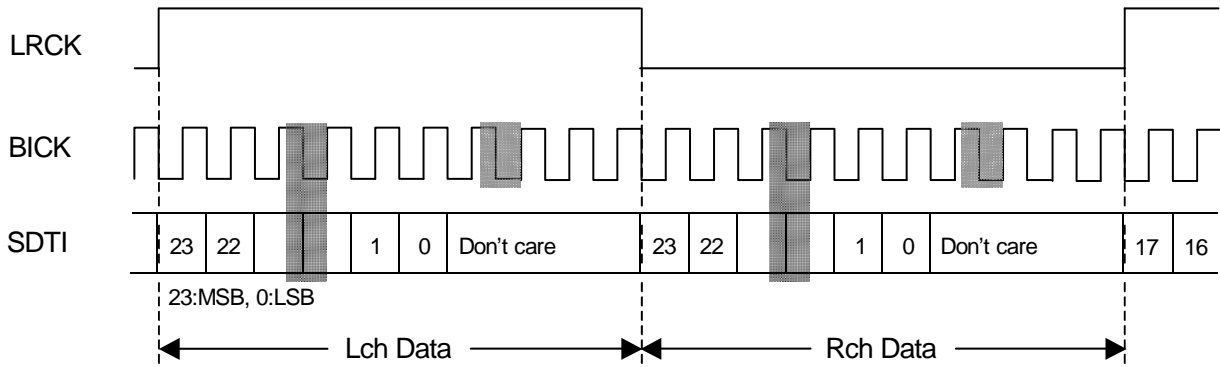 LRCK
BICK
SDTI
23 22 1 0 Don't care 23 22 1 0 Don't care 17 16
23:MSB, 0:LSB
Lch Data Rch Data